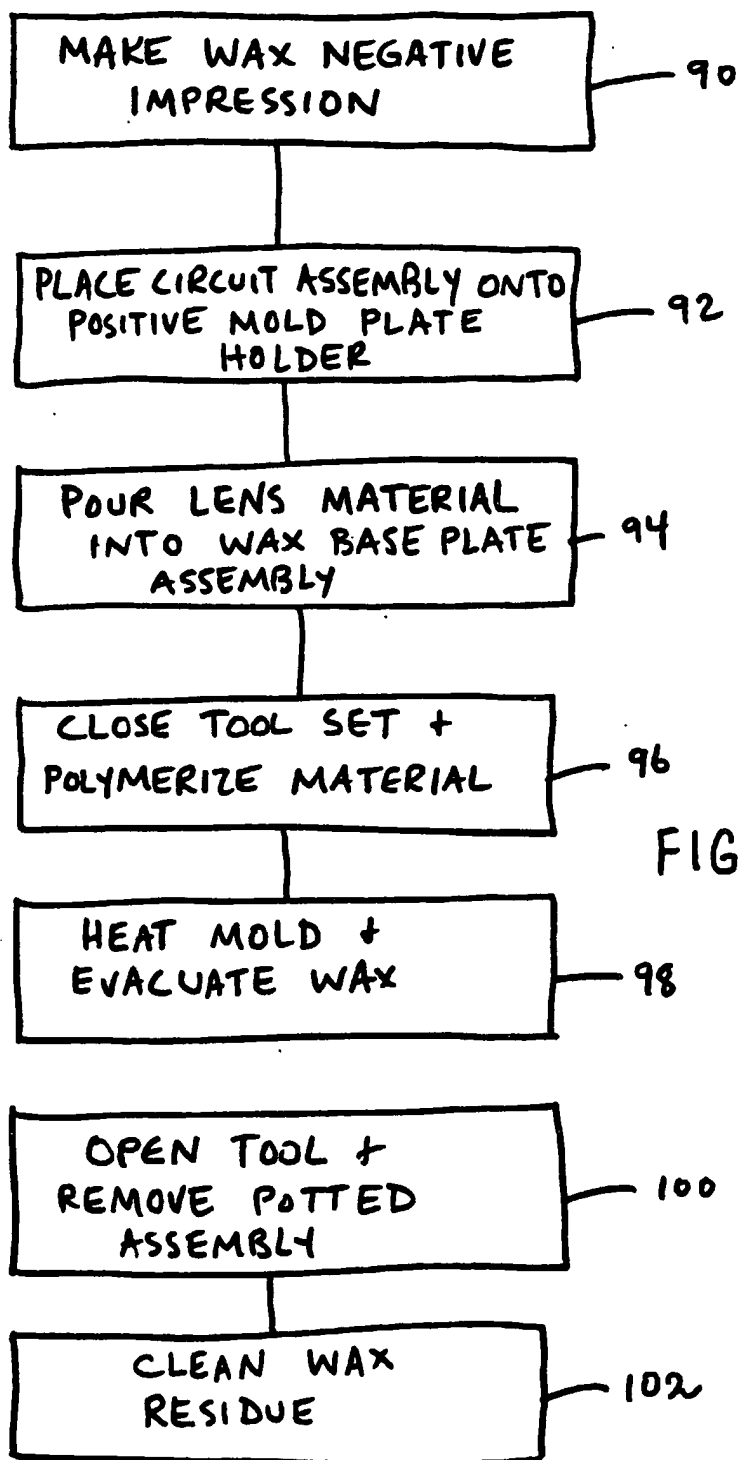 MAKE WAX NEGATIVE
IMPRESSION
90
PLACE CIRCUIT ASSEMBLY ONTO
POSITIVE MOLD PLATE
HOLDER
92
POUR LENS MATERIAL
INTO WAX BASE PLATE
ASSEMBLY
94
CLOSE TOOL SET +
POLYMERIZE MATERIAL
96
FIG
HEAT MOLD +
EVACUATE WAX
98
OPEN TOOL +
REMOVE POTTED
ASSEMBLY
100
CLEAN WAX
RESIDUE
102